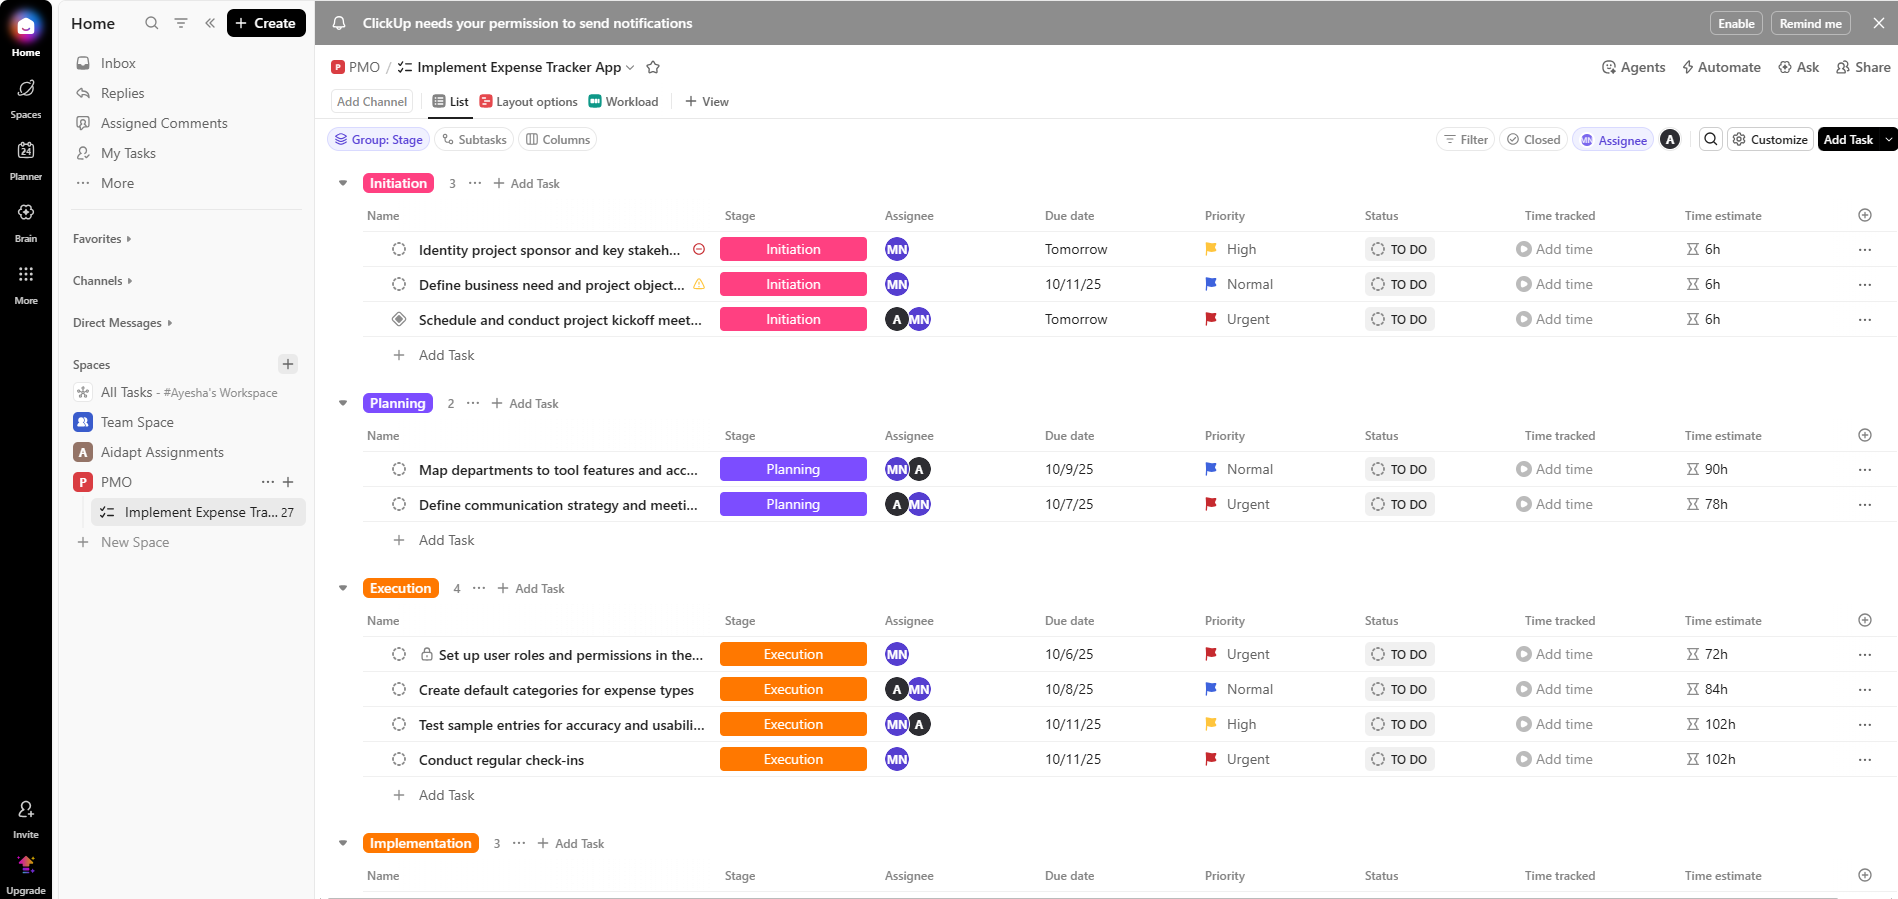 Home
Create
ClickUp needs your permission to send notifications
Enable
Remind me
Home
Spaces
24
Planner
Brain
More
Invite
Upgrade
Inbox
Replies
Assigned Comments
My Tasks
More
Favorites
Channels
Direct Messages
Spaces
All Tasks - #Ayesha's Workspace
Team Space
A Aidapt Assignments
P PMO
Implement Expense Tra... 27
New Space
P PMO / Implement Expense Tracker App
Agents Automate Ask Share
Add Channel List Layout options Workload + View
Group: Stage Subtasks Columns
Filter Closed MN Assignee A Customize Add Task
Initiation 3 ... + Add Task
Name Stage Assignee Due date Priority Status Time tracked Time estimate
Identity project sponsor and key stakeh... Initiation MN Tomorrow High TO DO Add time 6h
Define business need and project object... Initiation MN 10/11/25 Normal TO DO Add time 6h
Schedule and conduct project kickoff meet... Initiation A MN Tomorrow Urgent TO DO Add time 6h
+ Add Task
Planning 2 ... + Add Task
Name Stage Assignee Due date Priority Status Time tracked Time estimate
Map departments to tool features and acc... Planning MN A 10/9/25 Normal TO DO Add time 90h
Define communication strategy and meeti... Planning A MN 10/7/25 Urgent TO DO Add time 78h
+ Add Task
Execution 4 ... + Add Task
Name Stage Assignee Due date Priority Status Time tracked Time estimate
Set up user roles and permissions in the... Execution MN 10/6/25 Urgent TO DO Add time 72h
Create default categories for expense types Execution A MN 10/8/25 Normal TO DO Add time 84h
Test sample entries for accuracy and usabili... Execution MN A 10/11/25 High TO DO Add time 102h
Conduct regular check-ins Execution MN 10/11/25 Urgent TO DO Add time 102h
+ Add Task
Implementation 3 ... + Add Task
Name Stage Assignee Due date Priority Status Time tracked Time estimate